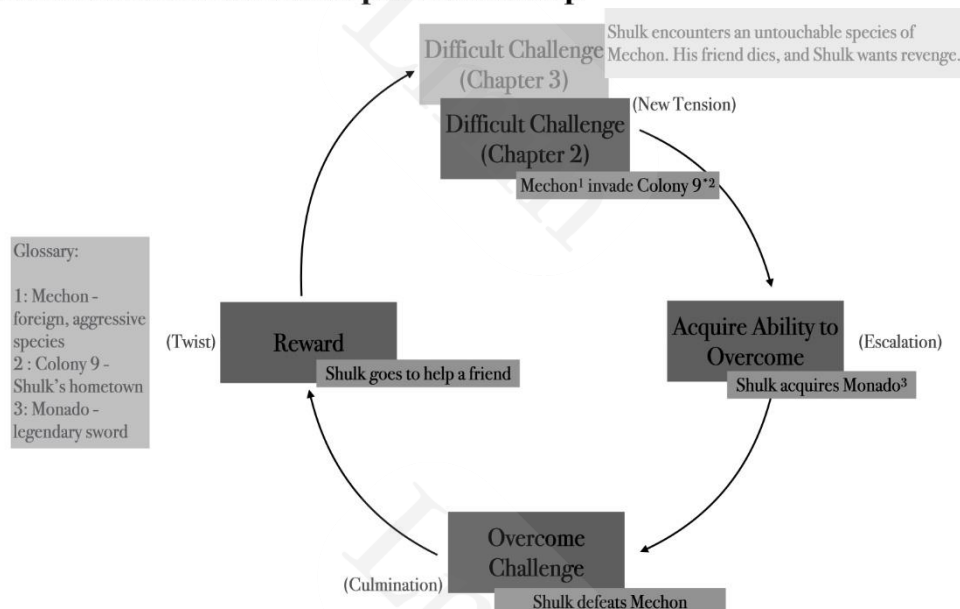 Difficult Challenge
(Chapter 3)
Shulk encounters an untouchable species of
Mechon. His friend dies, and Shulk wants revenge.
Difficult Challenge
(Chapter 2)
(New Tension)
Mechon¹ invade Colony 9*²
Acquire Ability to
Overcome
(Escalation)
Shulk acquires Monado³
Overcome
Challenge
(Culmination)
Shulk defeats Mechon
Reward
(Twist)
Shulk goes to help a friend
Glossary:
1: Mechon -
foreign, aggressive
species
2 : Colony 9 -
Shulk's hometown
3: Monado -
legendary sword